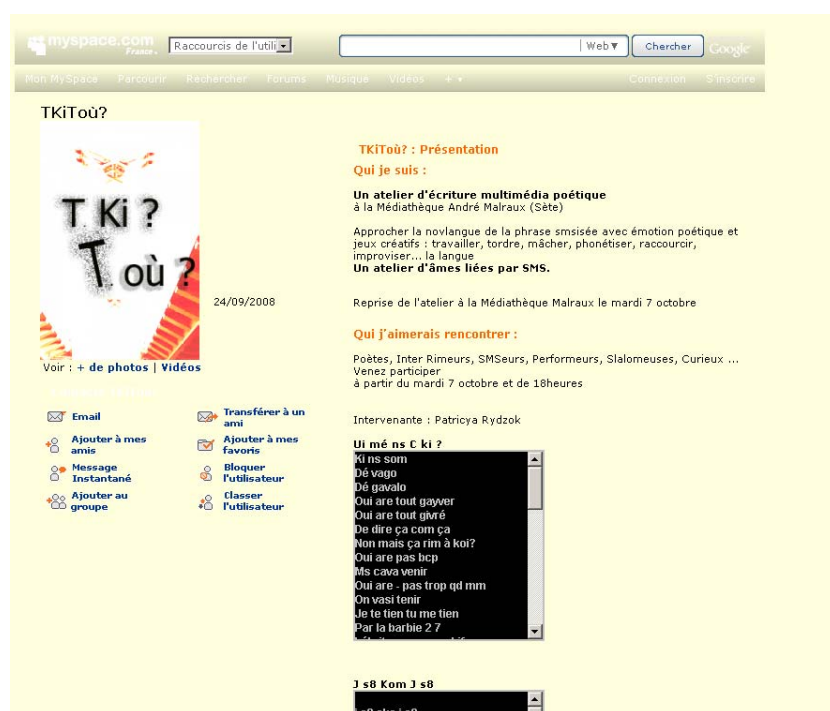 myspace.com
France.
Raccourcis de l'utili
Web
Chercher
Google
Mon MySpace Parcourir Rechercher Forums Musique Vidéos + Connexion S'inscrire
TKiToù?
T. Ki ?
T. où ?
24/09/2008
Voir : + de photos | Vidéos
Email
Transférer à un
ami
Ajouter à mes
amis
Ajouter à mes
favoris
Message
Instantané
Bloquer
l'utilisateur
Ajouter au
groupe
Classer
l'utilisateur
TKiToù? : Présentation
Qui je suis :
Un atelier d'écriture multimédia poétique
à la Médiathèque André Malraux (Sète)
Approcher la novlangue de la phrase smsisée avec émotion poétique et
jeux créatifs : travailler, tordre, mâcher, phonétiser, raccourcir,
improviser... la langue
Un atelier d'âmes liées par SMS.
Reprise de l'atelier à la Médiathèque Malraux le mardi 7 octobre
Qui j'aimerais rencontrer :
Poètes, Inter Rimeurs, SMSeurs, Performeurs, Slalomeuses, Curieux ...
Venez participer
à partir du mardi 7 octobre et de 18heures
Intervenante : Patricya Rydzok
Ui mé ns C ki ?
Ki ns som
Dé vago
Dé gavalo
Oui are tout gayver
Oui are tout givré
De dire ça com ça
Non mais ça rim à koi?
Oui are pas bcp
Ms cava venir
Oui are - pas trop qd mm
On vasi tenir
Je te tien tu me tien
Par la barbie 2 7
J s8 Kom J s8